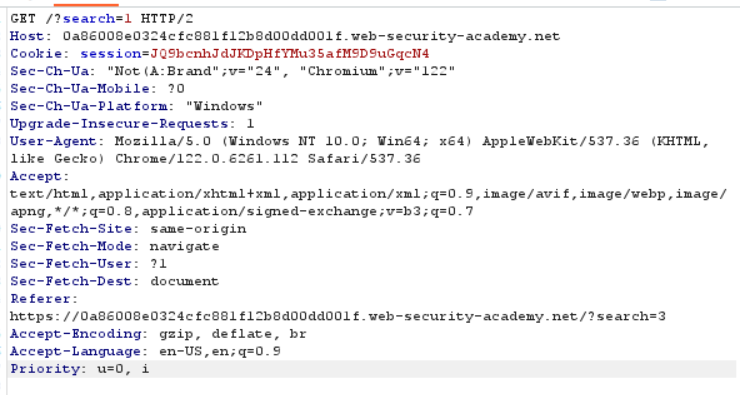 GET /?search=1 HTTP/2
Host: 0a86008e0324cfc881f12b8d00dd001f.web-security-academy.net
Cookie: session=JQ9bcnhJdJKDpHfYMu35afM9D9uGqcN4
Sec-Ch-Ua: "Not(A:Brand";v="24", "Chromium";v="122"
Sec-Ch-Ua-Mobile: ?0
Sec-Ch-Ua-Platform: "Windows"
Upgrade-Insecure-Requests: 1
User-Agent: Mozilla/5.0 (Windows NT 10.0; Win64; x64) AppleWebKit/537.36 (KHTML,
like Gecko) Chrome/122.0.6261.112 Safari/537.36
Accept:
text/html,application/xhtml+xml,application/xml;q=0.9,image/avif,image/webp,image/
apng,*/*;q=0.8,application/signed-exchange;v=b3;q=0.7
Sec-Fetch-Site: same-origin
Sec-Fetch-Mode: navigate
Sec-Fetch-User: ?1
Sec-Fetch-Dest: document
Referer:
https://0a86008e0324cfc881f12b8d00dd001f.web-security-academy.net/?search=3
Accept-Encoding: gzip, deflate, br
Accept-Language: en-US,en;q=0.9
Priority: u=0, i